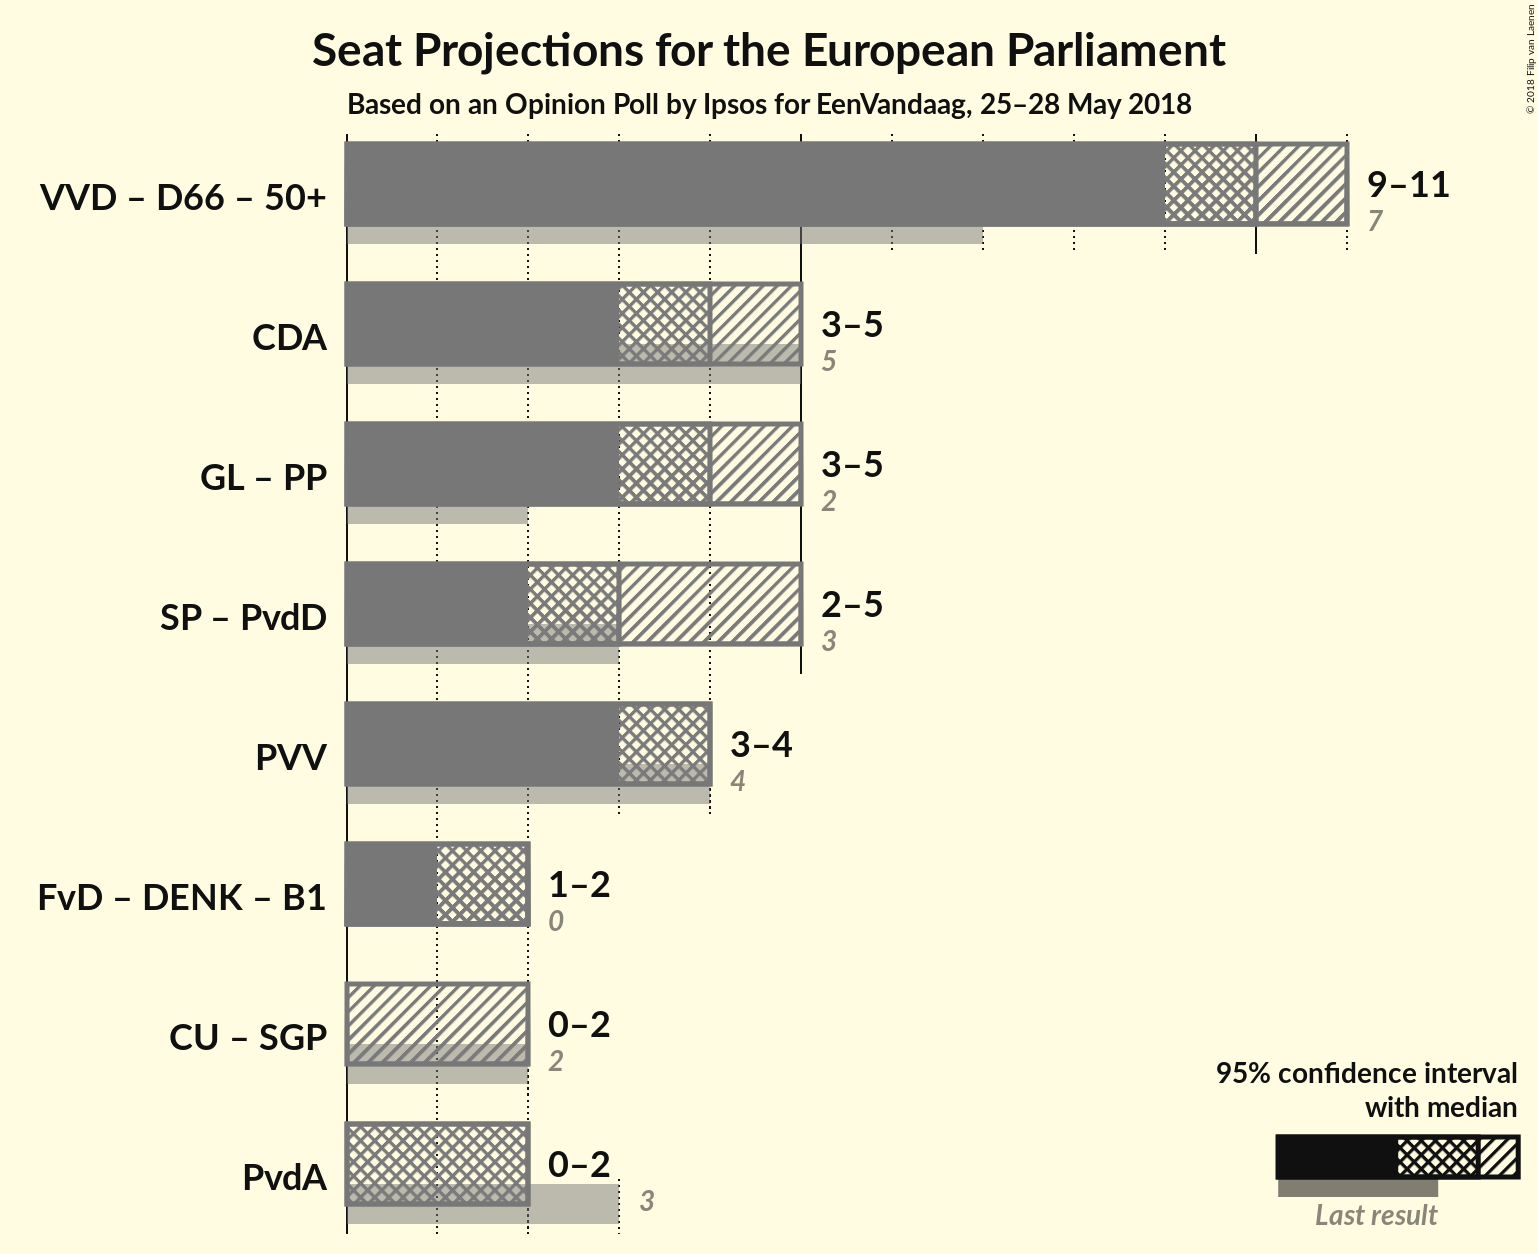 Seat Projections for the European Parliament
Based on an Opinion Poll by Ipsos for EenVandaag, 25–28 May 2018
© 2018 Filip van Laenen
VVD – D66 – 50+
9–11
7
CDA
3–5
5
GL – PP
3–5
2
SP – PvdD
2–5
3
PVV
3–4
4
FvD – DENK – B1
1–2
0
CU – SGP
0–2
2
PvdA
0–2
3
95% confidence interval
with median
Last result